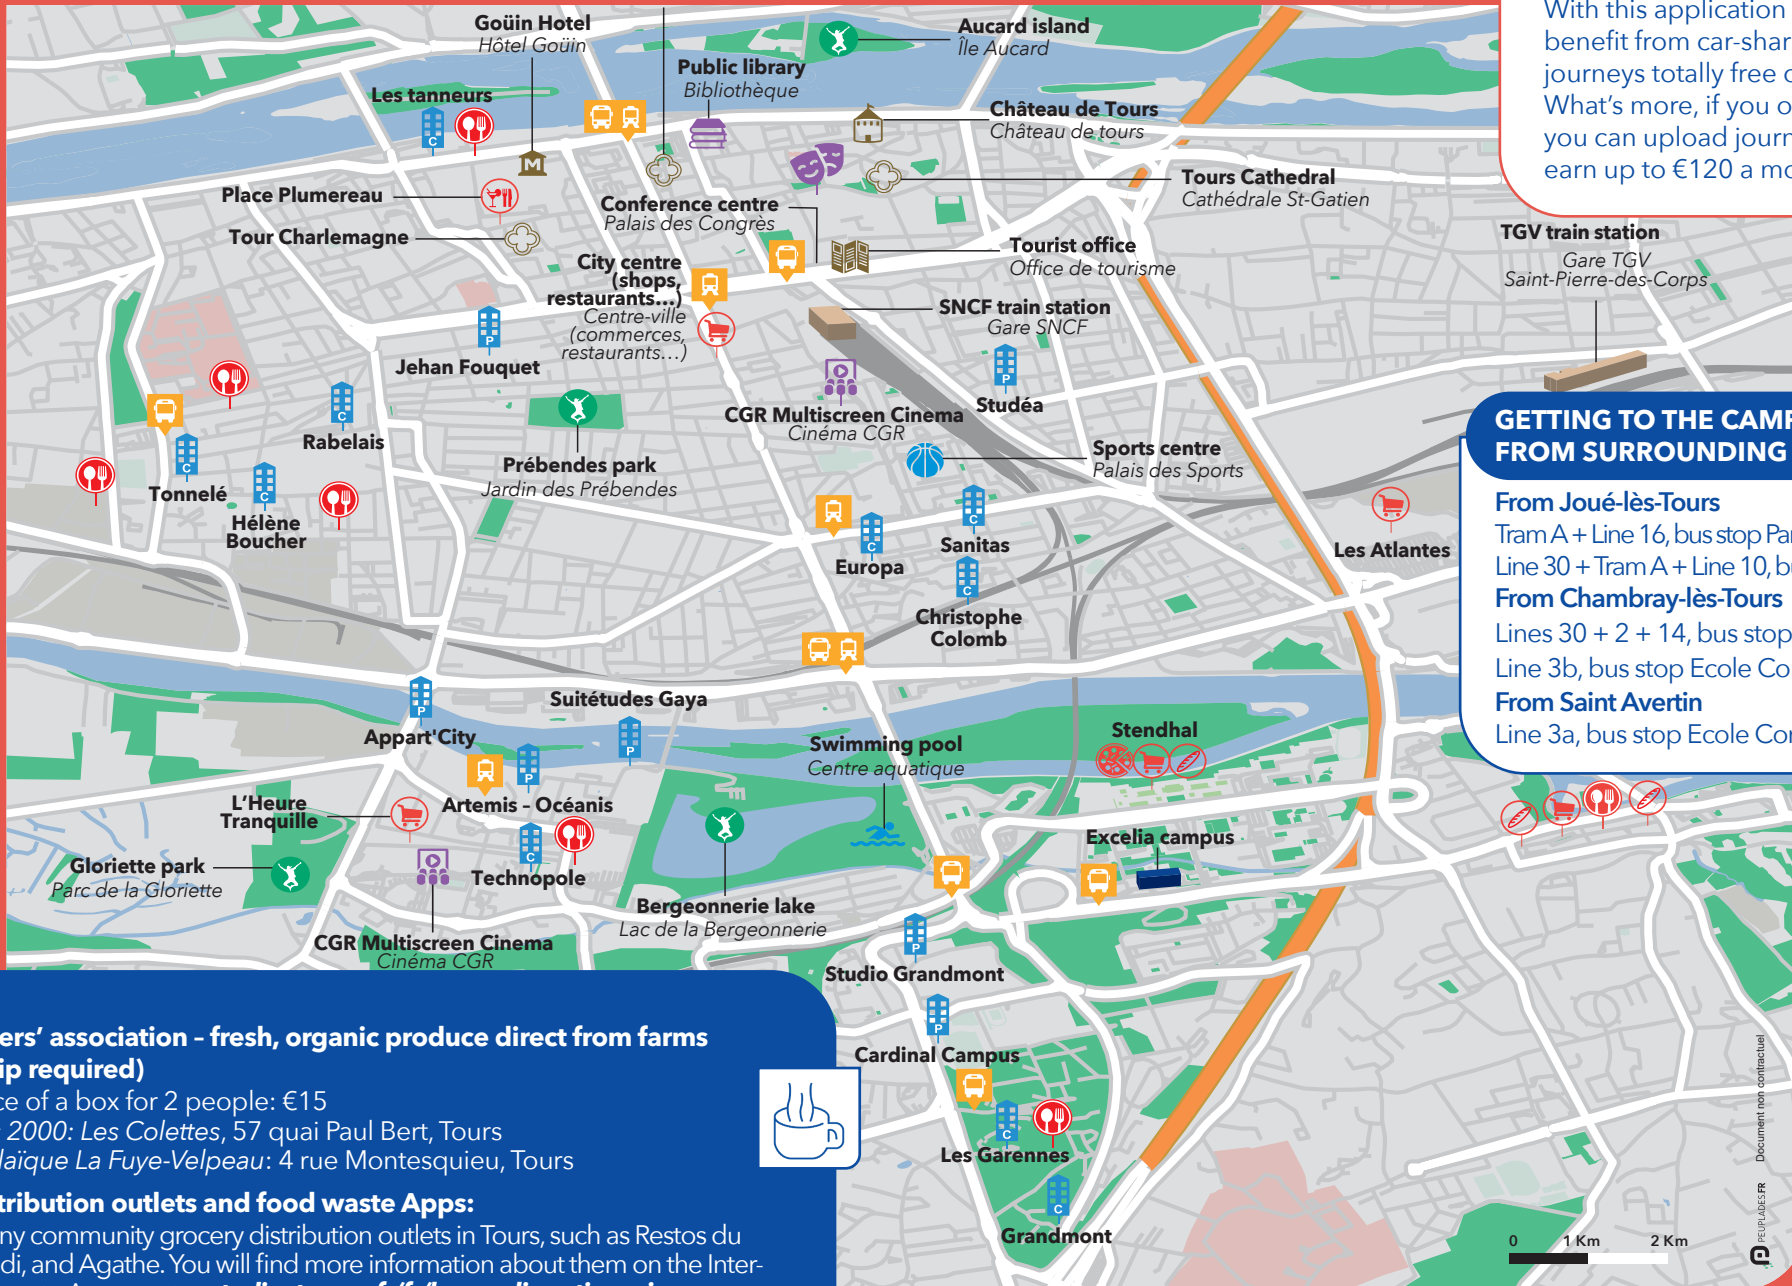 With this application
benefit from car-shar
journeys totally free
What's more, if you
you can upload journ
earn up to €120 a mo
Goüin Hotel
Hôtel Goüin
Aucard island
Île Aucard
Public library
Bibliothèque
Les tanneurs
C
Château de Tours
Château de tours
M
Place Plumereau
Tours Cathedral
Cathédrale St-Gatien
Conference centre
Palais des Congrès
Tour Charlemagne
Tourist office
Office de tourisme
TGV train station
Gare TGV
Saint-Pierre-des-Corps
City centre
(shops,
restaurants...)
Centre-ville
(commerces,
restaurants...)
SNCF train station
Gare SNCF
P
Jehan Fouquet
P
Studéa
CGR Multiscreen Cinema
Cinéma CGR
C
Rabelais
Prébendes park
Jardin des Prébendes
Sports centre
Palais des Sports
C
Tonnelé
C
Hélène
Boucher
C
Sanitas
C
Europa
C
Christophe
Colomb
Les Atlantes
GETTING TO THE CAMP
FROM SURROUNDING
From Joué-lès-Tours
Tram A + Line 16, bus stop Par
Line 30 + Tram A + Line 10, bu
From Chambray-lès-Tours
Lines 30 + 2 + 14, bus stop
Line 3b, bus stop Ecole Co
From Saint Avertin
Line 3a, bus stop Ecole Con
P
Appart'City
Suitétudes Gaya
P
P
Artemis – Océanis
Swimming pool
Centre aquatique
Stendhal
L'Heure
Tranquille
C
Technopole
Excelia campus
Gloriette park
Parc de la Gloriette
Bergeonnerie lake
Lac de la Bergeonnerie
CGR Multiscreen Cinema
Cinéma CGR
P
Studio Grandmont
P
Cardinal Campus
C
Les Garennes
C
Grandmont
ers' association – fresh, organic produce direct from farms
ip required)
ce of a box for 2 people: €15
2000: Les Colettes, 57 quai Paul Bert, Tours
laïque La Fuye-Velpeau: 4 rue Montesquieu, Tours
tribution outlets and food waste Apps:
ny community grocery distribution outlets in Tours, such as Restos du
di, and Agathe. You will find more information about them on the Inter-
0 1 Km 2 Km
PEUPLADES.FR Document non contractuel